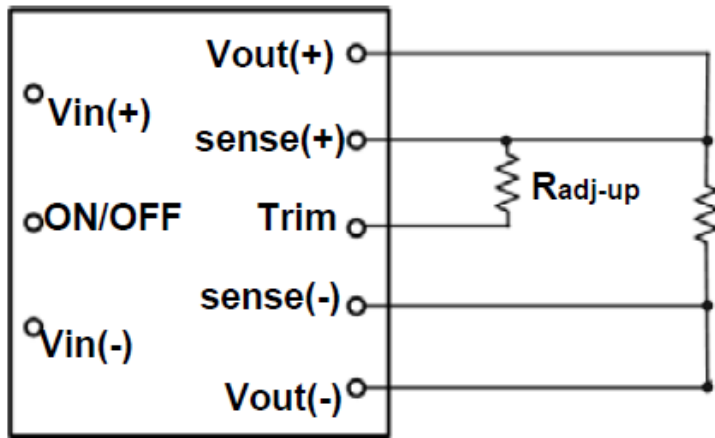 Vout(+)
Vin(+)
sense(+)
Radj-up
ON/OFF
Trim
sense(-)
Vin(-)
Vout(-)